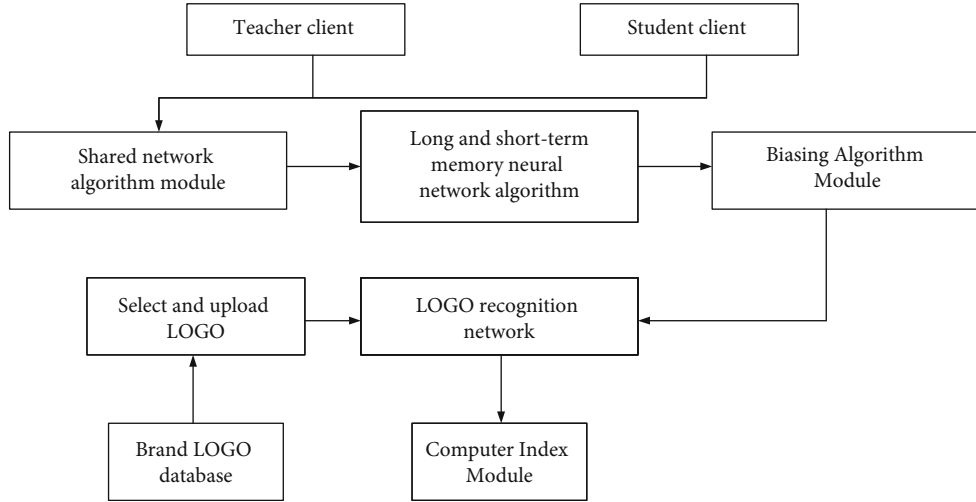 Teacher client
Student client
Shared network
algorithm module
Long and short-term
memory neural
network algorithm
Biasing Algorithm
Module
Select and upload
LOGO
LOGO recognition
network
Brand LOGO
database
Computer Index
Module